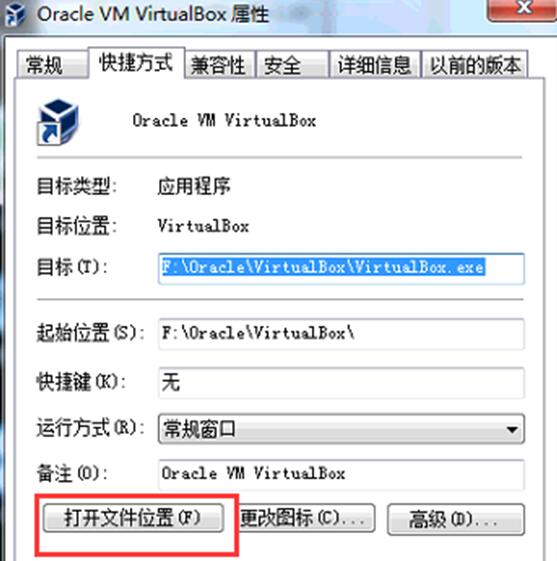 Oracle VM VirtualBox 属性
常规 快捷方式 兼容性 安全 详细信息 以前的版本
Oracle VM VirtualBox
目标类型: 应用程序
目标位置: VirtualBox
目标(T): F:\Oracle\VirtualBox\VirtualBox.exe
起始位置(S): F:\Oracle\VirtualBox\
快捷键(K): 无
运行方式(R): 常规窗口
备注(O): Oracle VM VirtualBox
打开文件位置(F) 更改图标(C)... 高级(D)...